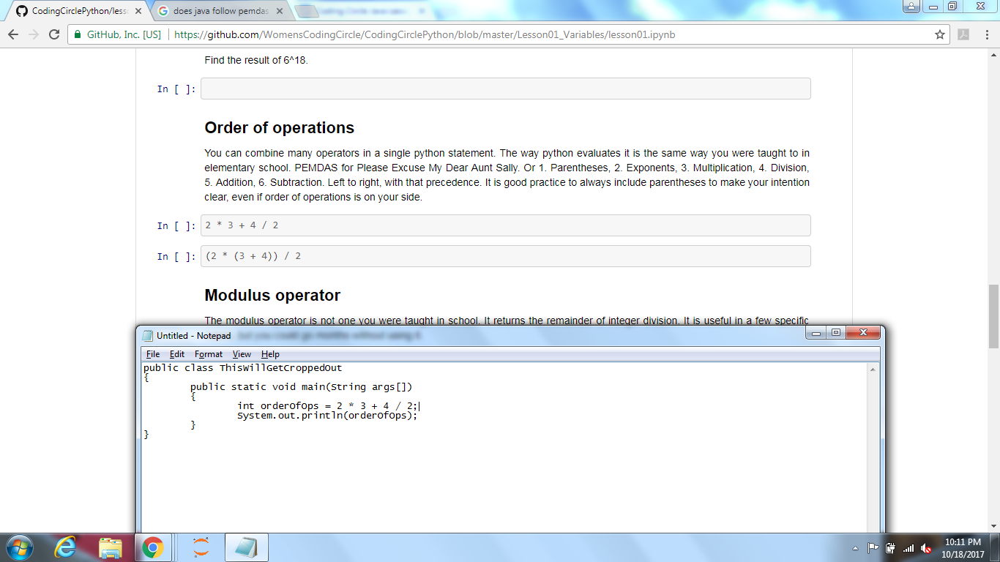 CodingCirclePython/less
does java follow pemdas
GitHub, Inc. [US]
https://github.com/WomensCodingCircle/CodingCirclePython/blob/master/Lesson01_Variables/lesson01.ipynb
Find the result of 6^18.
In [ ]:
Order of operations
You can combine many operators in a single python statement. The way python evaluates it is the same way you were taught to in
elementary school. PEMDAS for Please Excuse My Dear Aunt Sally. Or 1. Parentheses, 2. Exponents, 3. Multiplication, 4. Division,
5. Addition, 6. Subtraction. Left to right, with that precedence. It is good practice to always include parentheses to make your intention
clear, even if order of operations is on your side.
In [ ]: 2 * 3 + 4 / 2
In [ ]: (2 * (3 + 4)) / 2
Modulus operator
The modulus operator is not one you were taught in school. It returns the remainder of integer division. It is useful in a few specific
but you could go months without using it.
Untitled - Notepad
File Edit Format View Help
public class ThisWillGetCroppedOut
{
public static void main(String args[])
{
int orderOfOps = 2 * 3 + 4 / 2;
System.out.println(orderOfOps);
}
}
10:11 PM
10/18/2017